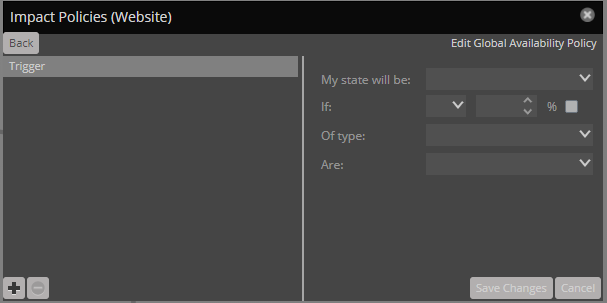 Impact Policies (Website)
Back
Edit Global Availability Policy
Trigger
My state will be:
If:
%
Of type:
Are:
Save Changes
Cancel